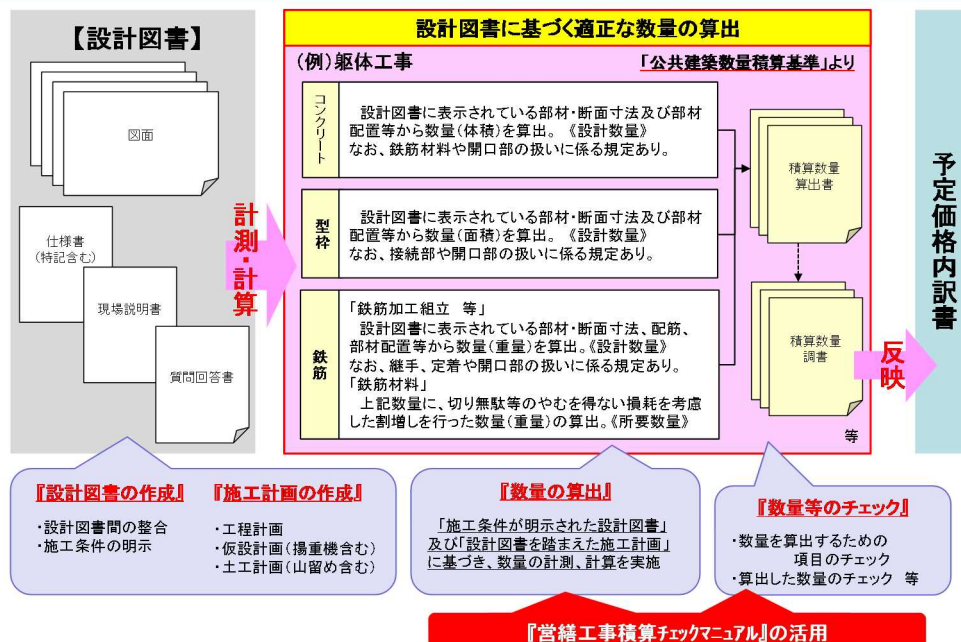 【設計図書】
図面
仕様書
(特記含む)
現場説明書
質問回答書
計測・計算
設計図書に基づく適正な数量の算出
(例)躯体工事
「公共建築数量積算基準」より
コンクリート
設計図書に表示されている部材・断面寸法及び部材
配置等から数量(体積)を算出。《設計数量》
なお、鉄筋材料や開口部の扱いに係る規定あり。
型枠
設計図書に表示されている部材・断面寸法及び部材
配置等から数量(面積)を算出。《設計数量》
なお、接続部や開口部の扱いに係る規定あり。
鉄筋
「鉄筋加工組立 等」
設計図書に表示されている部材・断面寸法、配筋、
部材配置等から数量(重量)を算出。《設計数量》
なお、継手、定着や開口部の扱いに係る規定あり。
「鉄筋材料」
上記数量に、切り無駄等のやむを得ない損耗を考慮
した割増しを行った数量(重量)の算出。《所要数量》
積算数量
算出書
積算数量
調書
等
反映
予定価格内訳書
『設計図書の作成』
・設計図書間の整合
・施工条件の明示
『施工計画の作成』
・工程計画
・仮設計画(揚重機含む)
・土工計画(山留め含む)
『数量の算出』
「施工条件が明示された設計図書」
及び「設計図書を踏まえた施工計画」
に基づき、数量の計測、計算を実施
『数量等のチェック』
・数量を算出するための
項目のチェック
・算出した数量のチェック 等
『営繕工事積算チェックマニュアル』の活用